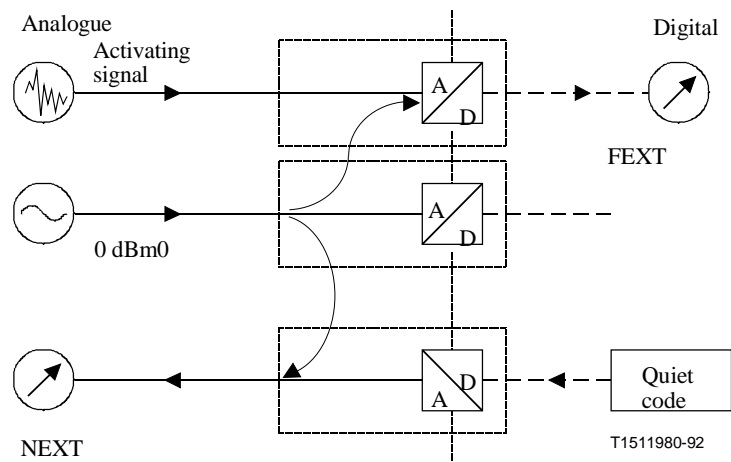 Analogue
Digital
Activating
signal
A
D
FEXT
A
D
0 dBm0
D
A
Quiet
code
NEXT
T1511980-92